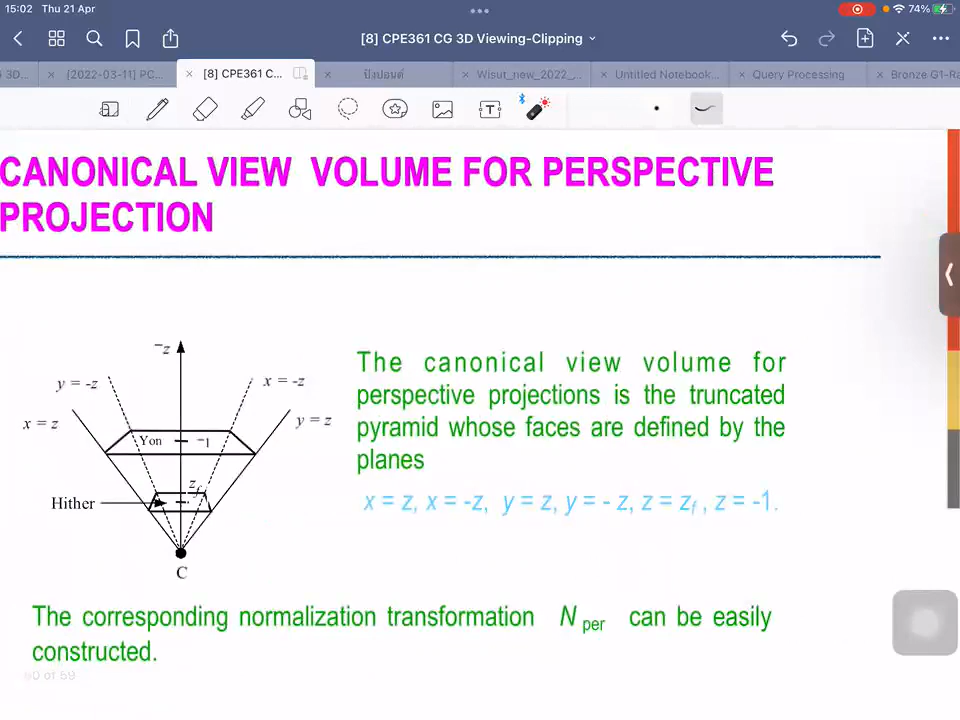 15:02 Thu 21 Apr
74%
[8] CPE361 CG 3D Viewing-Clipping
3D...
[2022-03-11] PC...
[8] CPE361 C...
ปิงปอนด์
Wisut_new_2022_...
Untitled Notebook...
Query Processing
Bronze G1-Ra
CANONICAL VIEW VOLUME FOR PERSPECTIVE
PROJECTION
-z
y = -z
x = -z
x = z
y = z
Yon
-1
zf
Hither
C
The canonical view volume for
perspective projections is the truncated
pyramid whose faces are defined by the
planes
x = z, x = -z, y = z, y = - z, z = zf , z = -1.
The corresponding normalization transformation N per can be easily
constructed.
of 59